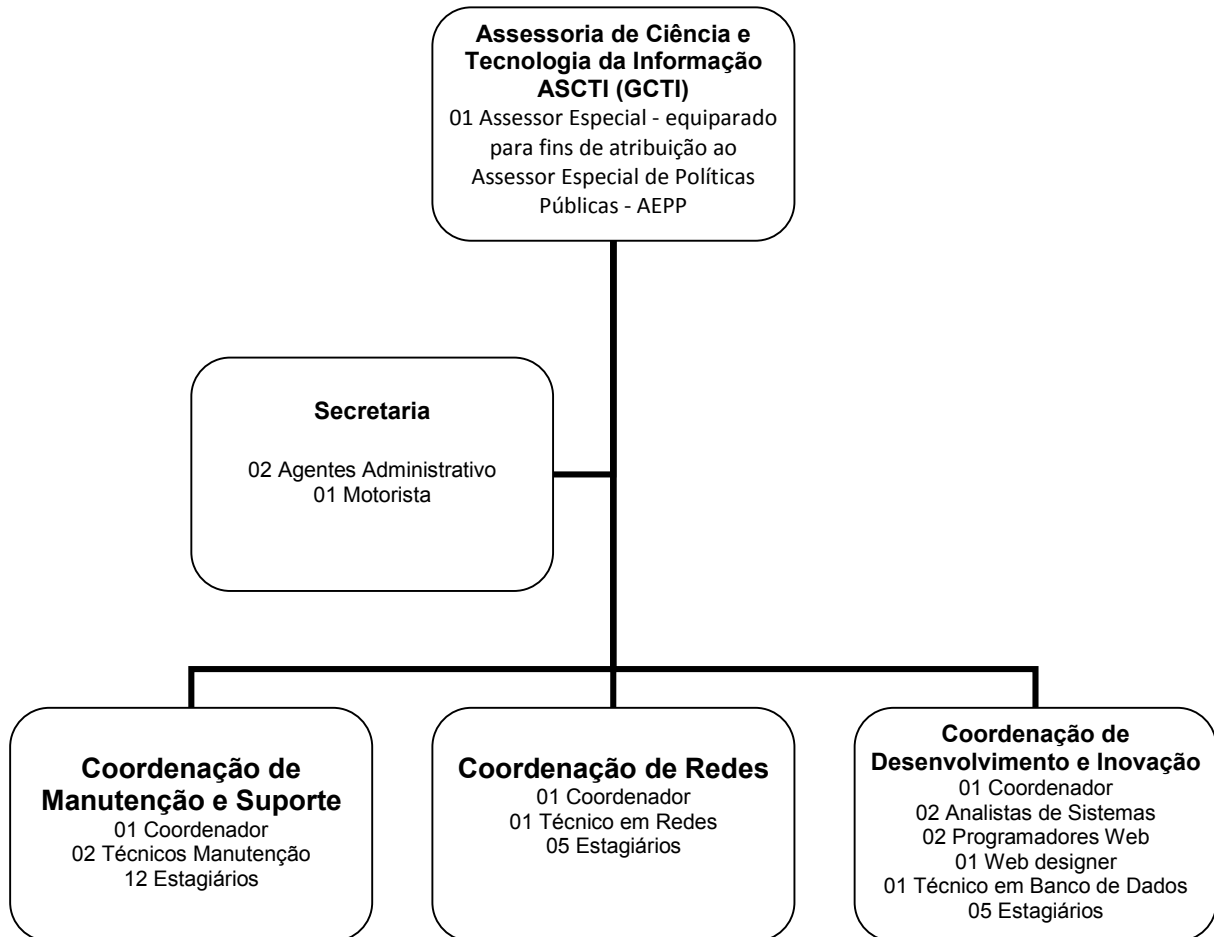 Assessoria de Ciência e
Tecnologia da Informação
ASCTI (GCTI)
01 Assessor Especial - equiparado
para fins de atribuição ao
Assessor Especial de Políticas
Públicas - AEPP
Secretaria
02 Agentes Administrativo
01 Motorista
Coordenação de
Manutenção e Suporte
01 Coordenador
02 Técnicos Manutenção
12 Estagiários
Coordenação de Redes
01 Coordenador
01 Técnico em Redes
05 Estagiários
Coordenação de
Desenvolvimento e Inovação
01 Coordenador
02 Analistas de Sistemas
02 Programadores Web
01 Web designer
01 Técnico em Banco de Dados
05 Estagiários